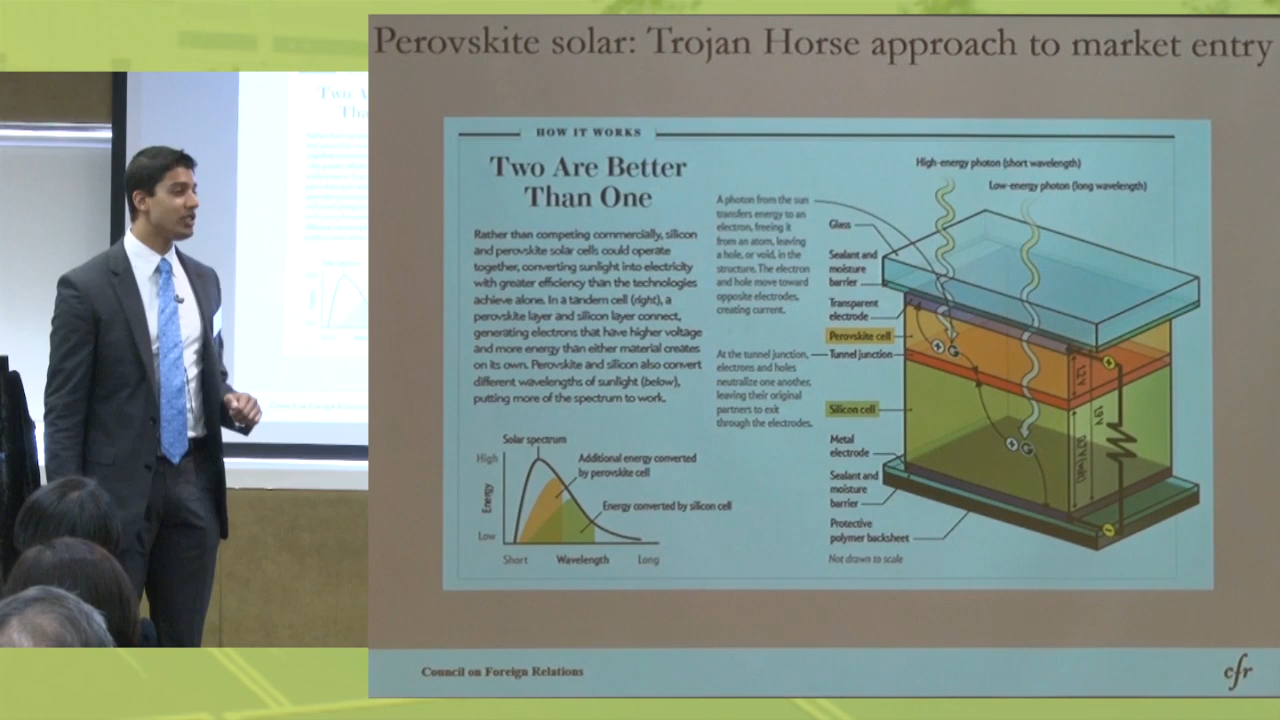 Perovskite solar: Trojan Horse approach to market entry
HOW IT WORKS
Two Are Better
Than One
Rather than competing commercially, silicon
and perovskite solar cells could operate
together, converting sunlight into electricity
with greater efficiency than the technologies
achieve alone. In a tandem cell (right), a
perovskite layer and silicon layer connect,
generating electrons that have higher voltage
and more energy than either material creates
on its own. Perovskite and silicon also convert
different wavelengths of sunlight (below),
putting more of the spectrum to work.
Solar spectrum
High
Energy
Low
Additional energy converted
by perovskite cell
Energy converted by silicon cell
Short
Wavelength
Long
A photon from the sun
transfers energy to an
electron, freeing it
from an atom, leaving
a hole, or void, in the
structure. The electron
and hole move toward
opposite electrodes,
creating current.
At the tunnel junction,
electrons and holes
neutralize one another,
leaving their original
partners to exit
through the electrodes.
High-energy photon (short wavelength)
Low-energy photon (long wavelength)
Glass
Sealant and
moisture
barrier
Transparent
electrode
Perovskite cell
Tunnel junction
Silicon cell
Metal
electrode
Sealant and
moisture
barrier
Protective
polymer backsheet
Not drawn to scale
1.2V
1.9V
Council on Foreign Relations
cfr
Two A
Tha